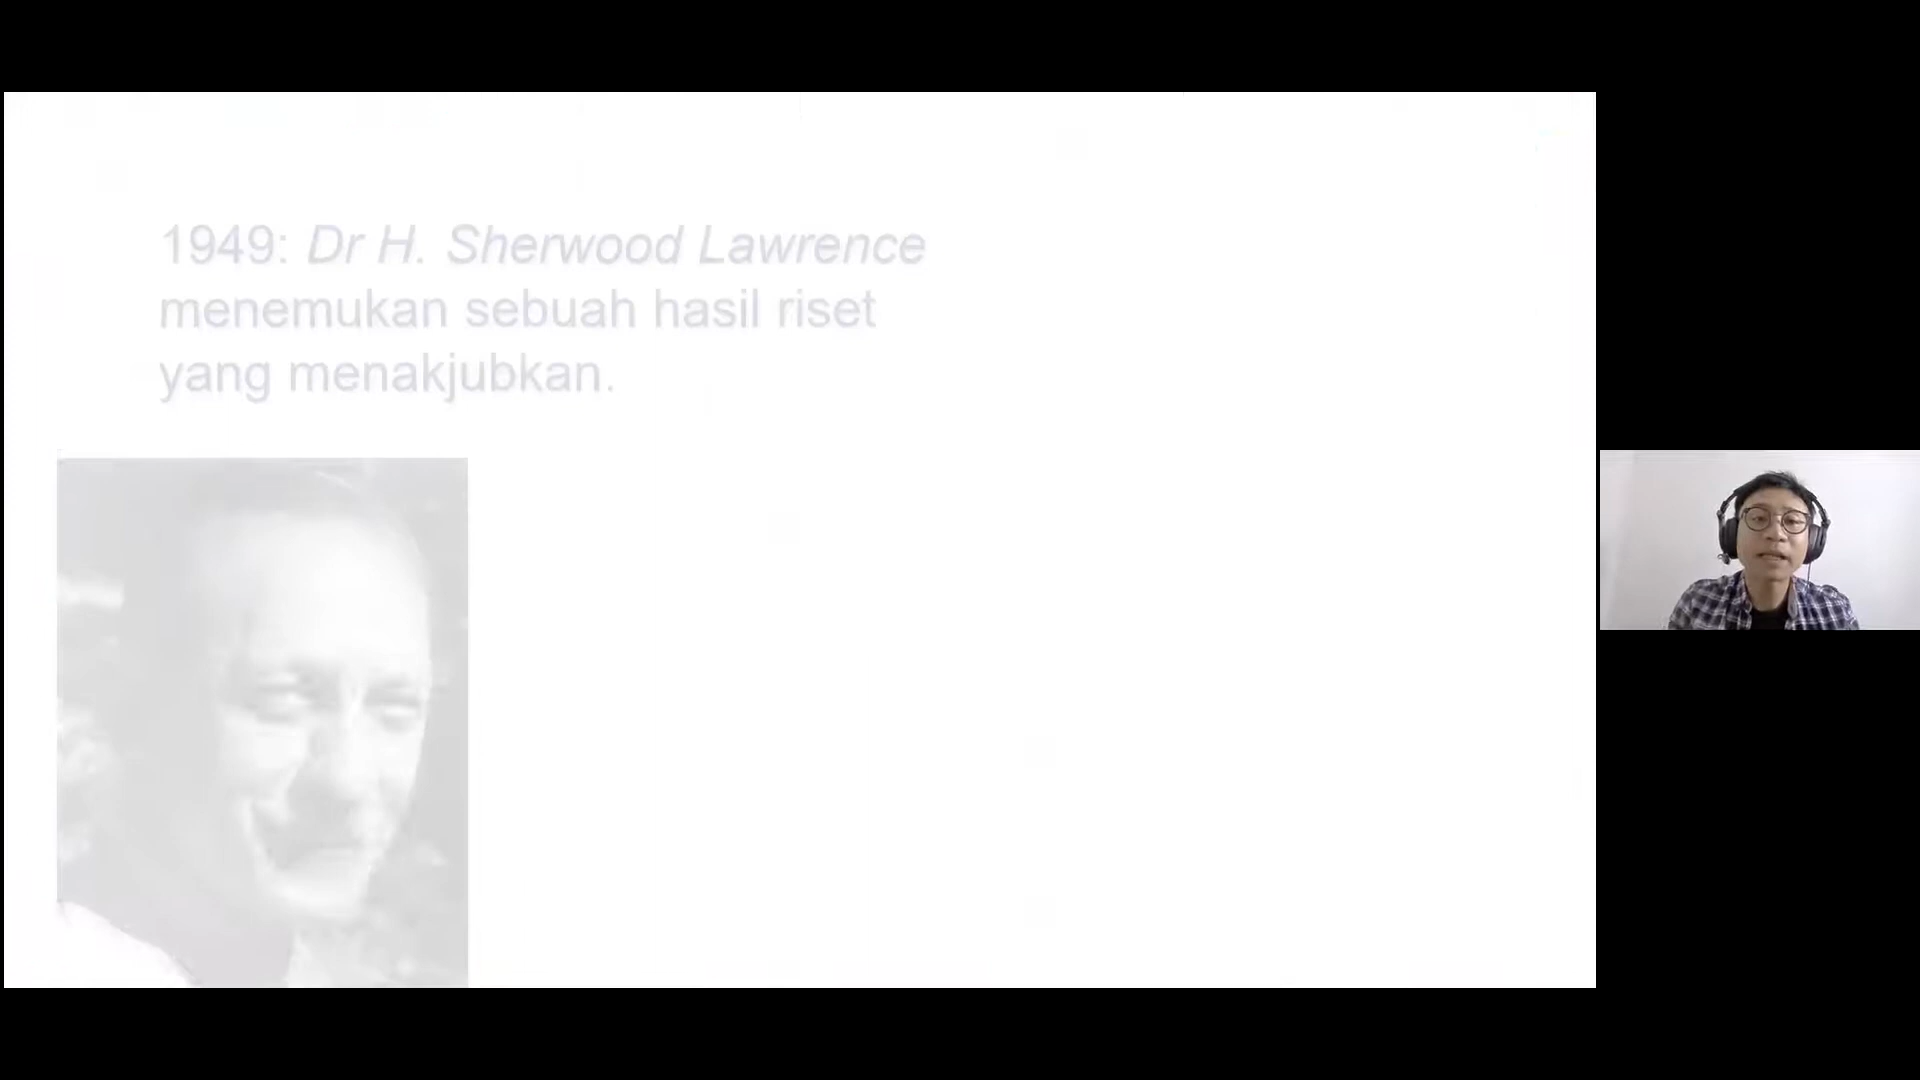 1949: Dr H. Sherwood Lawrence
menemukan sebuah hasil riset
yang menakjubkan.